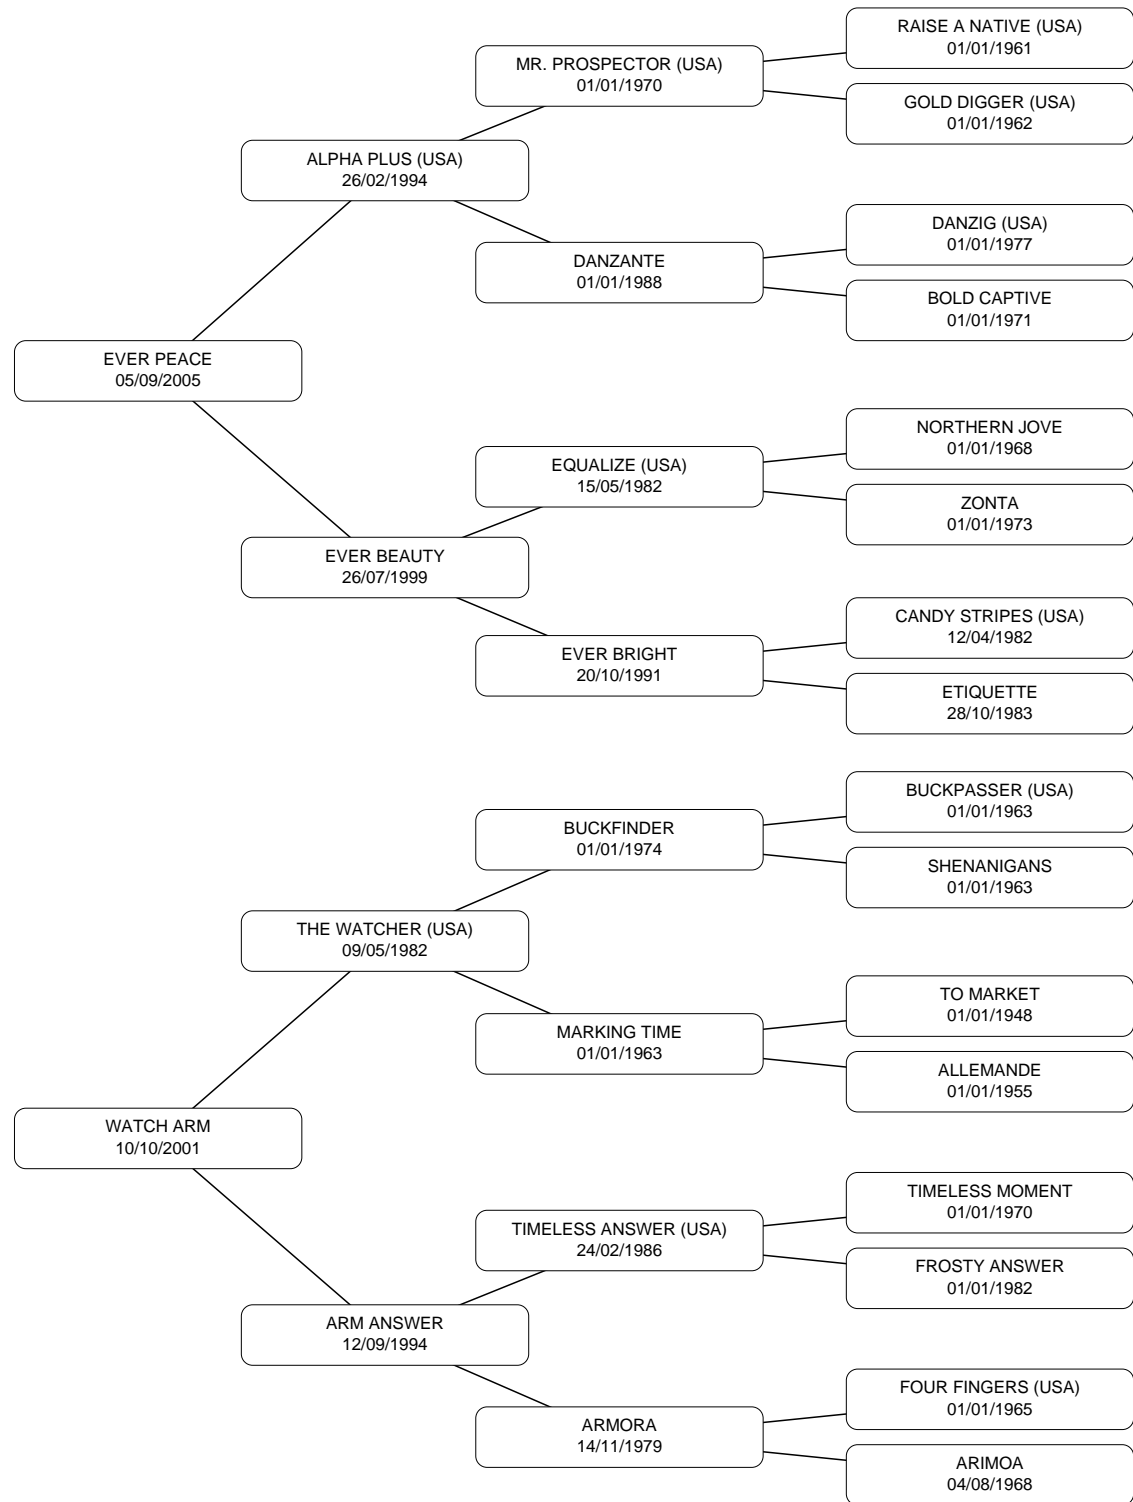 RAISE A NATIVE (USA)
01/01/1961
MR. PROSPECTOR (USA)
01/01/1970
GOLD DIGGER (USA)
01/01/1962
ALPHA PLUS (USA)
26/02/1994
DANZIG (USA)
01/01/1977
DANZANTE
01/01/1988
BOLD CAPTIVE
01/01/1971
EVER PEACE
05/09/2005
NORTHERN JOVE
01/01/1968
EQUALIZE (USA)
15/05/1982
ZONTA
01/01/1973
EVER BEAUTY
26/07/1999
CANDY STRIPES (USA)
12/04/1982
EVER BRIGHT
20/10/1991
ETIQUETTE
28/10/1983
BUCKPASSER (USA)
01/01/1963
BUCKFINDER
01/01/1974
SHENANIGANS
01/01/1963
THE WATCHER (USA)
09/05/1982
TO MARKET
01/01/1948
MARKING TIME
01/01/1963
ALLEMANDE
01/01/1955
WATCH ARM
10/10/2001
TIMELESS MOMENT
01/01/1970
TIMELESS ANSWER (USA)
24/02/1986
FROSTY ANSWER
01/01/1982
ARM ANSWER
12/09/1994
FOUR FINGERS (USA)
01/01/1965
ARMORA
14/11/1979
ARIMOA
04/08/1968